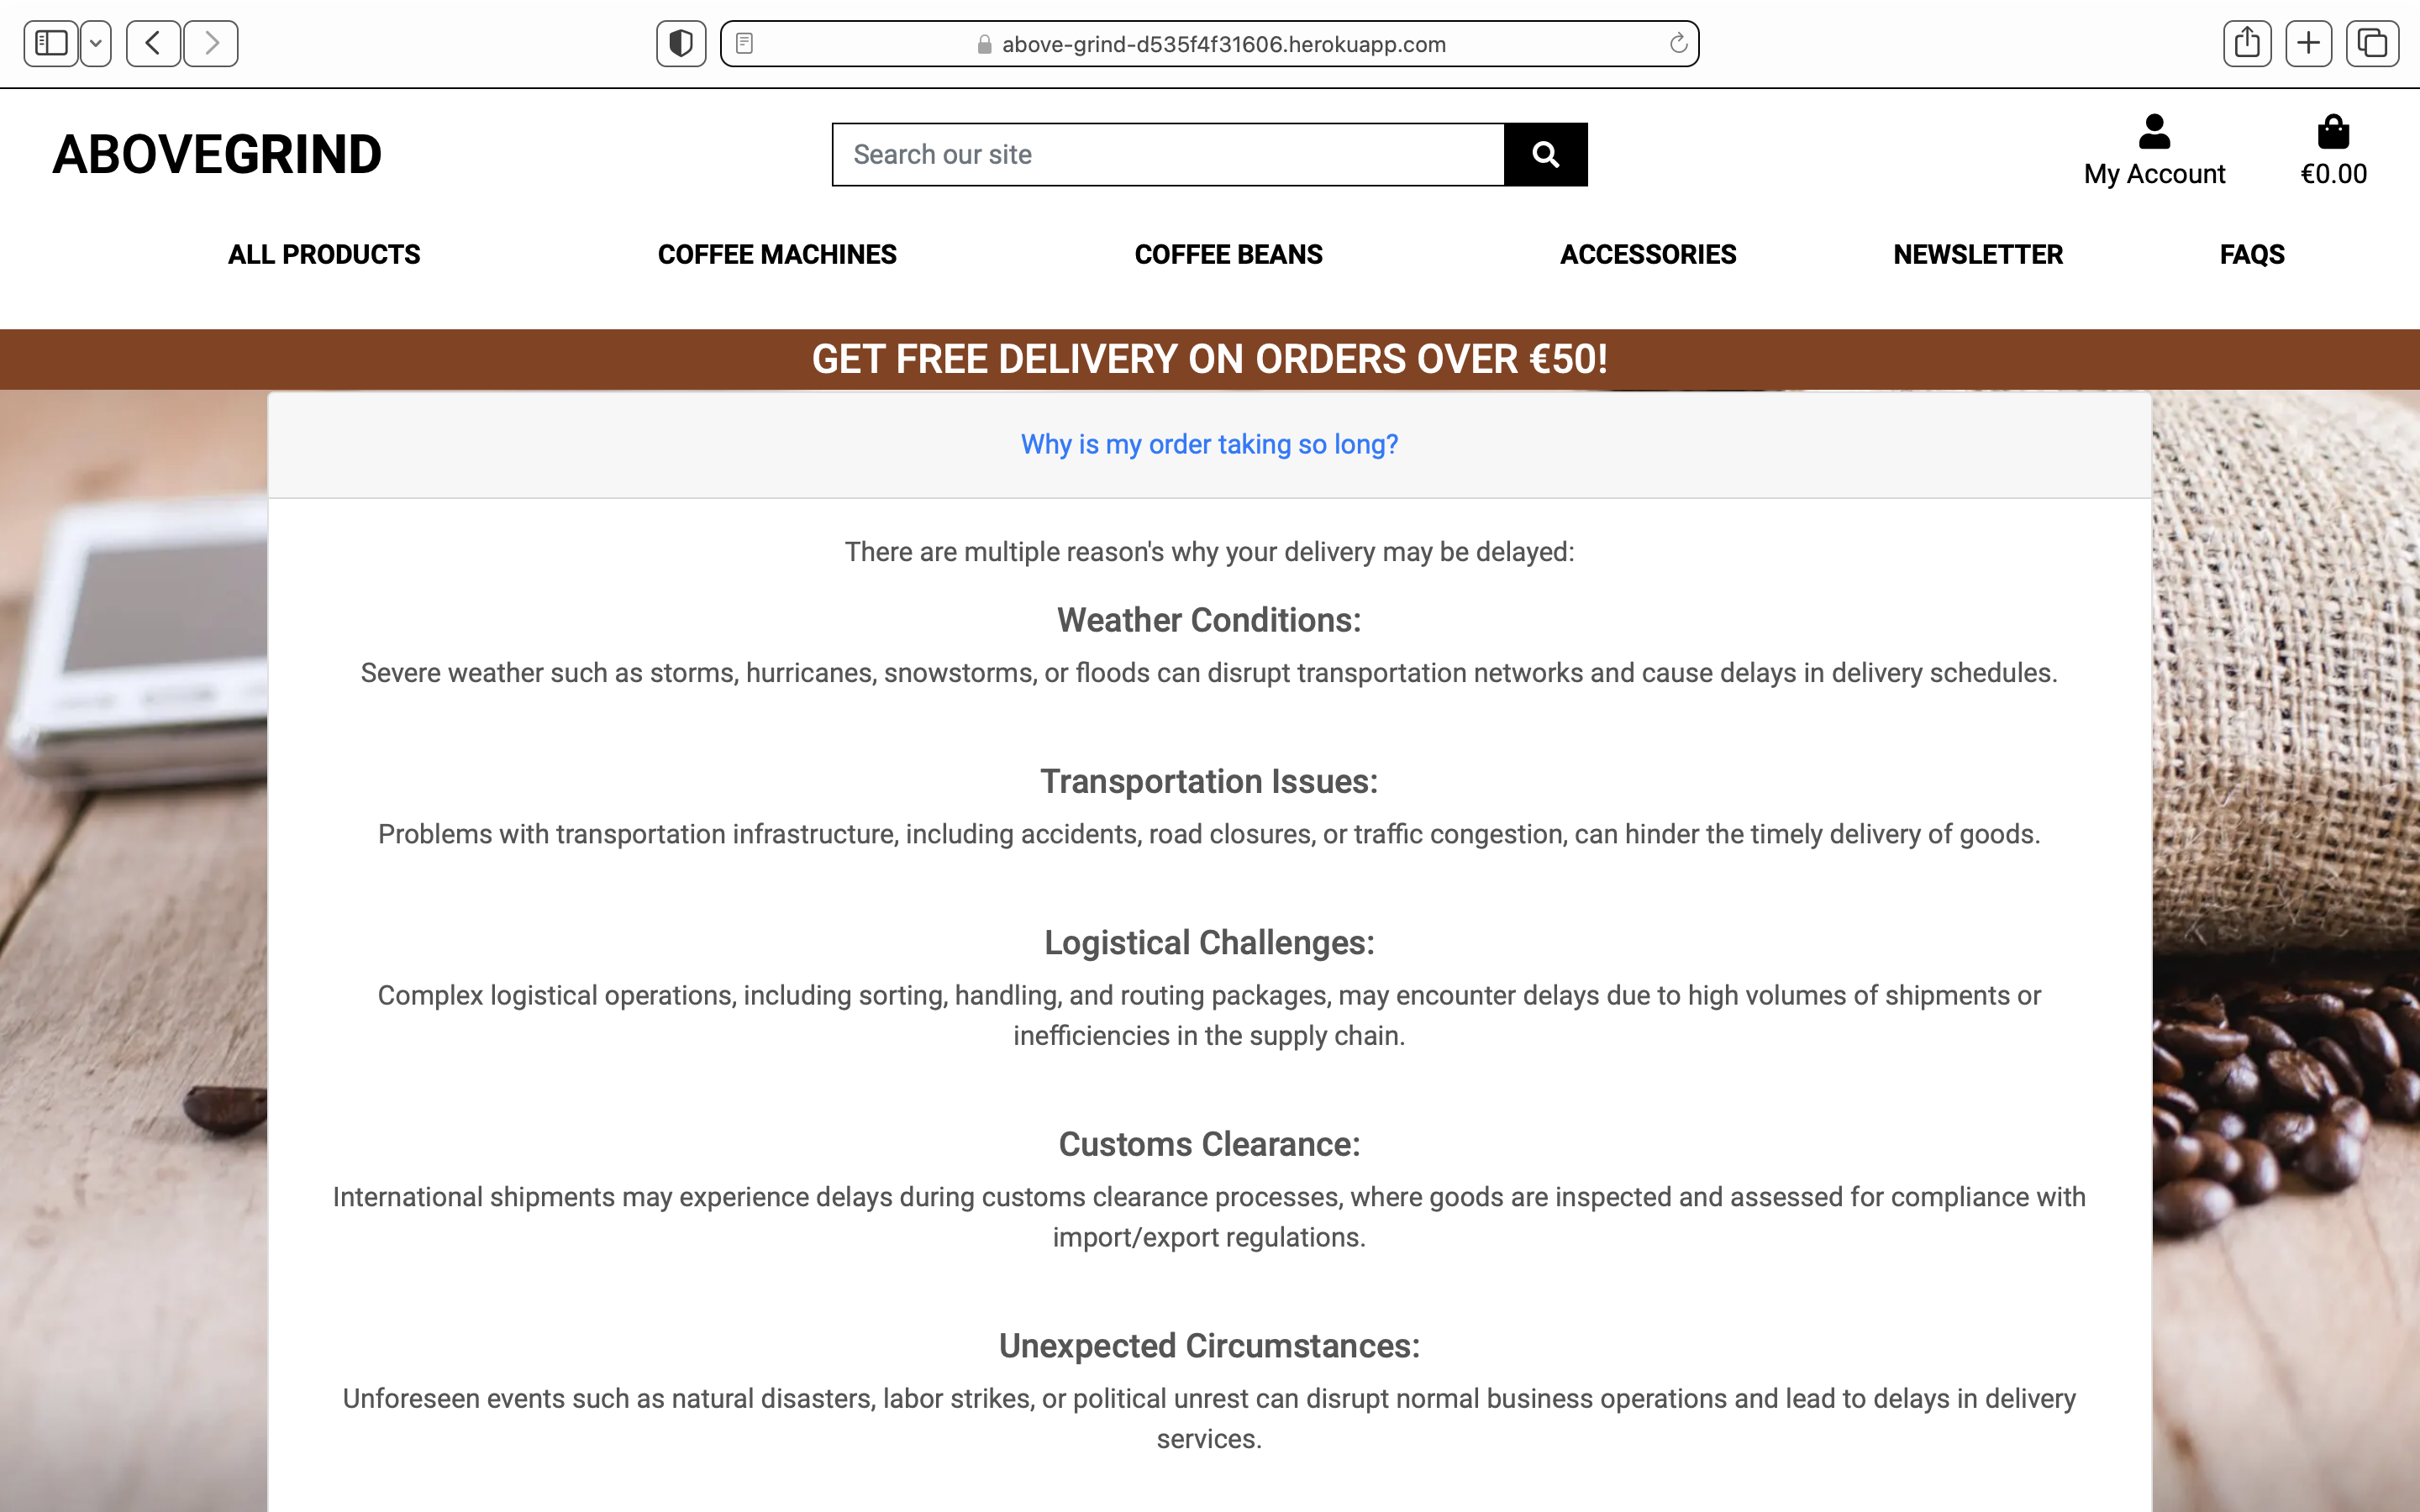 above-grind-d535f4f31606.herokuapp.com
ABOVEGRIND
Search our site
My Account
€0.00
ALL PRODUCTS
COFFEE MACHINES
COFFEE BEANS
ACCESSORIES
NEWSLETTER
FAQS
GET FREE DELIVERY ON ORDERS OVER €50!
Why is my order taking so long?
There are multiple reason's why your delivery may be delayed:
Weather Conditions:
Severe weather such as storms, hurricanes, snowstorms, or floods can disrupt transportation networks and cause delays in delivery schedules.
Transportation Issues:
Problems with transportation infrastructure, including accidents, road closures, or traffic congestion, can hinder the timely delivery of goods.
Logistical Challenges:
Complex logistical operations, including sorting, handling, and routing packages, may encounter delays due to high volumes of shipments or
inefficiencies in the supply chain.
Customs Clearance:
International shipments may experience delays during customs clearance processes, where goods are inspected and assessed for compliance with
import/export regulations.
Unexpected Circumstances:
Unforeseen events such as natural disasters, labor strikes, or political unrest can disrupt normal business operations and lead to delays in delivery
services.